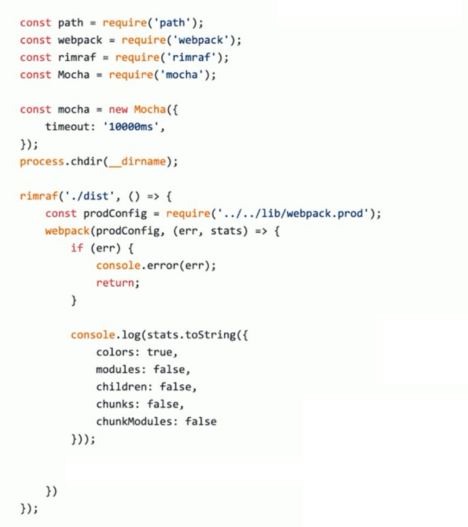 const path = require('path');
const webpack = require('webpack');
const rimraf = require('rimraf');
const Mocha = require('mocha');

const mocha = new Mocha({
    timeout: '10000ms',
});
process.chdir(__dirname);

rimraf('./dist', () => {
    const prodConfig = require('../../lib/webpack.prod');
    webpack(prodConfig, (err, stats) => {
        if (err) {
            console.error(err);
            return;
        }

        console.log(stats.toString({
            colors: true,
            modules: false,
            children: false,
            chunks: false,
            chunkModules: false
        }));

    })
});